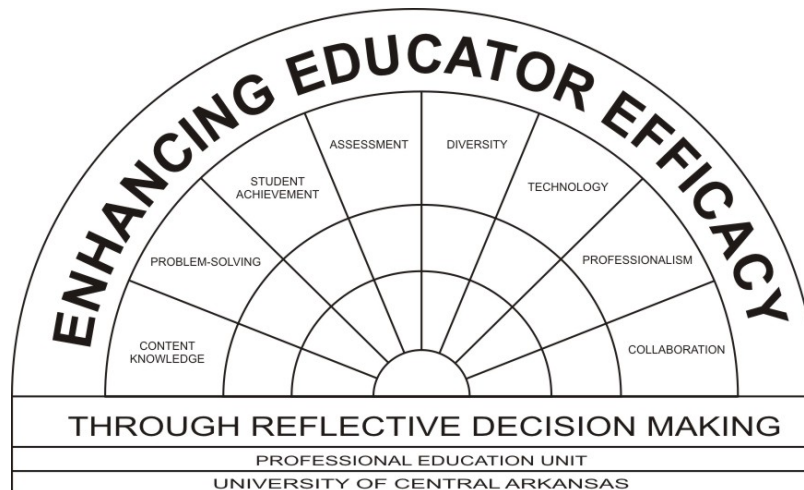 ENHANCING EDUCATOR EFFICACY
CONTENT
KNOWLEDGE
PROBLEM-SOLVING
STUDENT
ACHIEVEMENT
ASSESSMENT
DIVERSITY
TECHNOLOGY
PROFESSIONALISM
COLLABORATION
THROUGH REFLECTIVE DECISION MAKING
PROFESSIONAL EDUCATION UNIT
UNIVERSITY OF CENTRAL ARKANSAS